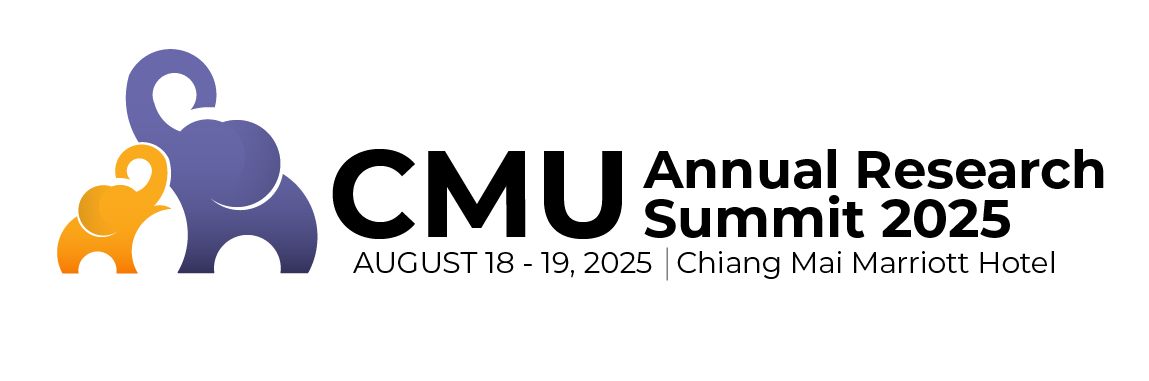 CMU Annual Research
Summit 2025
AUGUST 18 - 19, 2025 | Chiang Mai Marriott Hotel